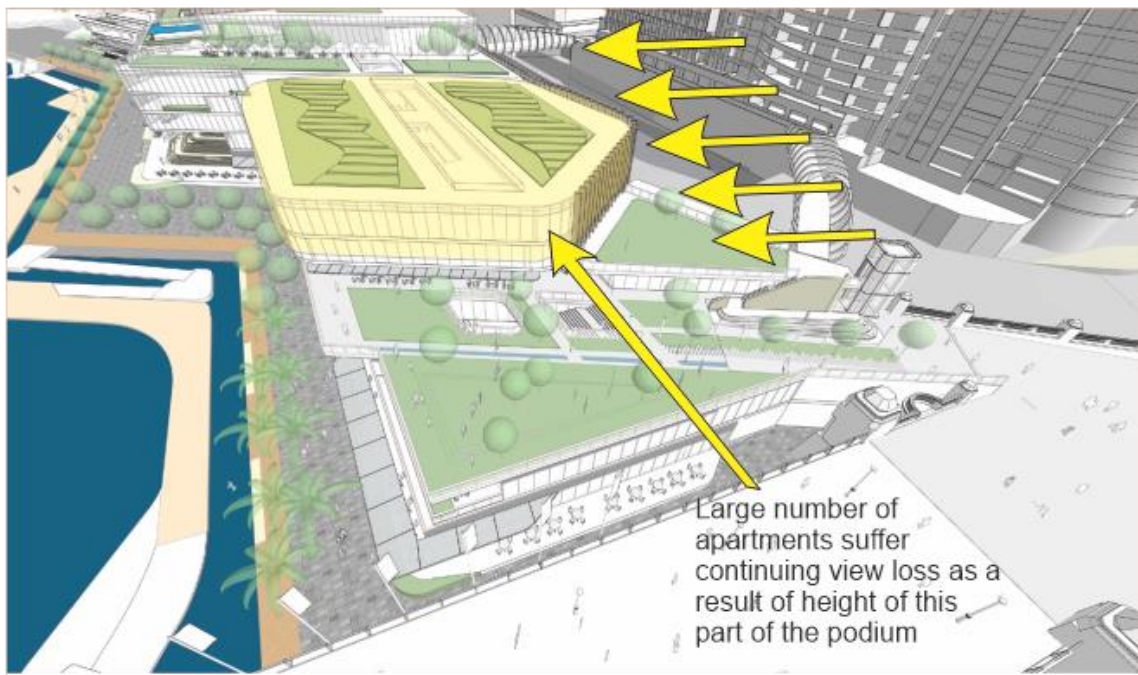 Large number of
apartments suffer
continuing view loss as a
result of height of this
part of the podium